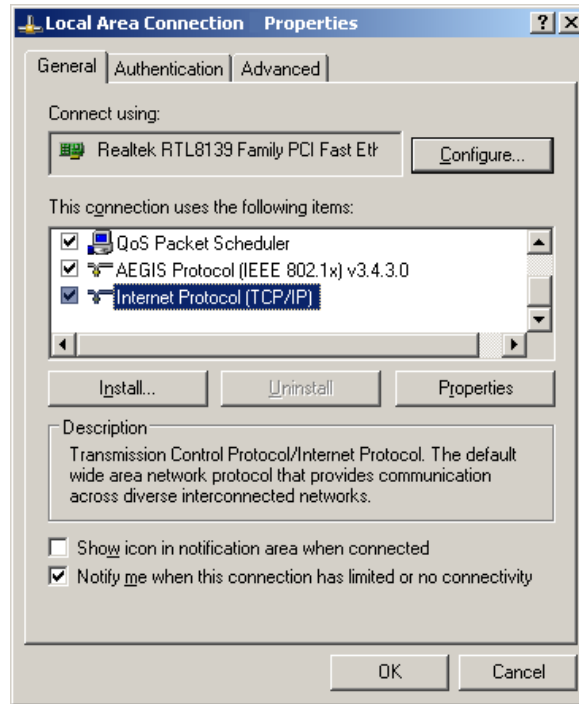 Local Area Connection    Properties
General
Authentication
Advanced
Connect using:
Realtek RTL8139 Family PCI Fast Eth
Configure...
This connection uses the following items:
QoS Packet Scheduler
AEGIS Protocol (IEEE 802.1x) v3.4.3.0
Internet Protocol (TCP/IP)
Install...
Uninstall
Properties
Description
Transmission Control Protocol/Internet Protocol. The default
wide area network protocol that provides communication
across diverse interconnected networks.
Show icon in notification area when connected
Notify me when this connection has limited or no connectivity
OK
Cancel